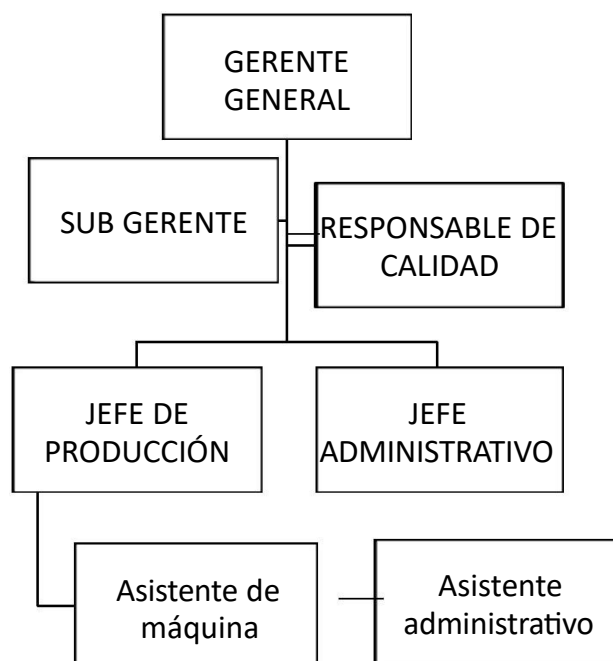 GERENTE
GENERAL
SUB GERENTE
RESPONSABLE DE
CALIDAD
JEFE DE
PRODUCCIÓN
JEFE
ADMINISTRATIVO
Asistente de
máquina
Asistente
administrativo